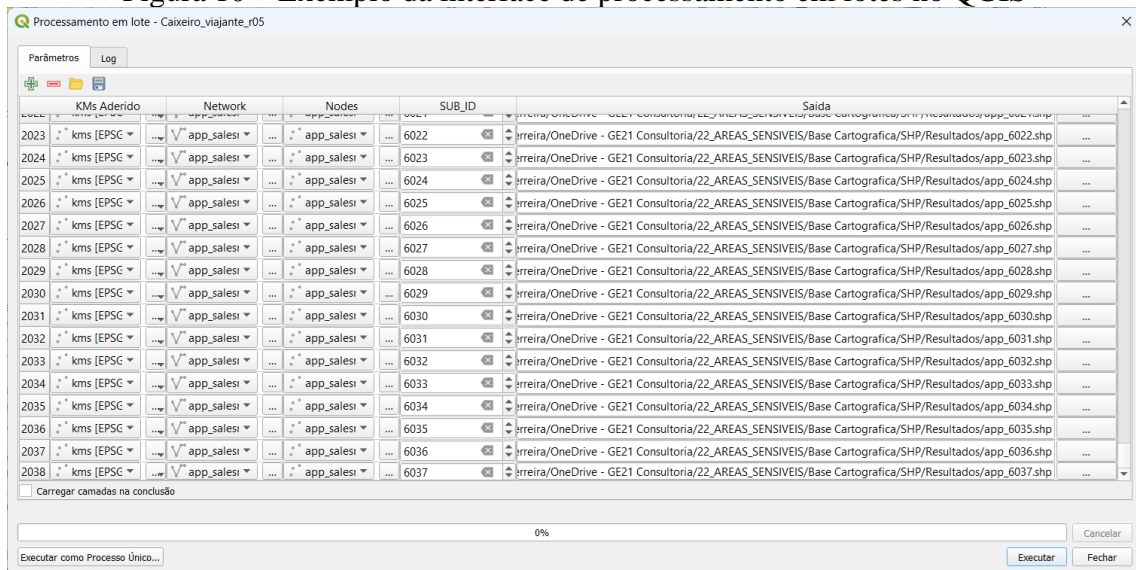 Figura 10 – Exemplo da interface de processamento em lotes no QGIS
Processamento em lote - Caixeiro_viajante_r05
Parâmetros Log
KMs Aderido Network Nodes SUB_ID Saida
2023 kms [EPSG ... app_salesı ... app_salesı ... 6022 erreira/OneDrive - GE21 Consultoria/22_AREAS_SENSIVEIS/Base Cartografica/SHP/Resultados/app_6022.shp ...
2024 kms [EPSG ... app_salesı ... app_salesı ... 6023 erreira/OneDrive - GE21 Consultoria/22_AREAS_SENSIVEIS/Base Cartografica/SHP/Resultados/app_6023.shp ...
2025 kms [EPSG ... app_salesı ... app_salesı ... 6024 erreira/OneDrive - GE21 Consultoria/22_AREAS_SENSIVEIS/Base Cartografica/SHP/Resultados/app_6024.shp ...
2026 kms [EPSG ... app_salesı ... app_salesı ... 6025 erreira/OneDrive - GE21 Consultoria/22_AREAS_SENSIVEIS/Base Cartografica/SHP/Resultados/app_6025.shp ...
2027 kms [EPSG ... app_salesı ... app_salesı ... 6026 erreira/OneDrive - GE21 Consultoria/22_AREAS_SENSIVEIS/Base Cartografica/SHP/Resultados/app_6026.shp ...
2028 kms [EPSG ... app_salesı ... app_salesı ... 6027 erreira/OneDrive - GE21 Consultoria/22_AREAS_SENSIVEIS/Base Cartografica/SHP/Resultados/app_6027.shp ...
2029 kms [EPSG ... app_salesı ... app_salesı ... 6028 erreira/OneDrive - GE21 Consultoria/22_AREAS_SENSIVEIS/Base Cartografica/SHP/Resultados/app_6028.shp ...
2030 kms [EPSG ... app_salesı ... app_salesı ... 6029 erreira/OneDrive - GE21 Consultoria/22_AREAS_SENSIVEIS/Base Cartografica/SHP/Resultados/app_6029.shp ...
2031 kms [EPSG ... app_salesı ... app_salesı ... 6030 erreira/OneDrive - GE21 Consultoria/22_AREAS_SENSIVEIS/Base Cartografica/SHP/Resultados/app_6030.shp ...
2032 kms [EPSG ... app_salesı ... app_salesı ... 6031 erreira/OneDrive - GE21 Consultoria/22_AREAS_SENSIVEIS/Base Cartografica/SHP/Resultados/app_6031.shp ...
2033 kms [EPSG ... app_salesı ... app_salesı ... 6032 erreira/OneDrive - GE21 Consultoria/22_AREAS_SENSIVEIS/Base Cartografica/SHP/Resultados/app_6032.shp ...
2034 kms [EPSG ... app_salesı ... app_salesı ... 6033 erreira/OneDrive - GE21 Consultoria/22_AREAS_SENSIVEIS/Base Cartografica/SHP/Resultados/app_6033.shp ...
2035 kms [EPSG ... app_salesı ... app_salesı ... 6034 erreira/OneDrive - GE21 Consultoria/22_AREAS_SENSIVEIS/Base Cartografica/SHP/Resultados/app_6034.shp ...
2036 kms [EPSG ... app_salesı ... app_salesı ... 6035 erreira/OneDrive - GE21 Consultoria/22_AREAS_SENSIVEIS/Base Cartografica/SHP/Resultados/app_6035.shp ...
2037 kms [EPSG ... app_salesı ... app_salesı ... 6036 erreira/OneDrive - GE21 Consultoria/22_AREAS_SENSIVEIS/Base Cartografica/SHP/Resultados/app_6036.shp ...
2038 kms [EPSG ... app_salesı ... app_salesı ... 6037 erreira/OneDrive - GE21 Consultoria/22_AREAS_SENSIVEIS/Base Cartografica/SHP/Resultados/app_6037.shp ...
Carregar camadas na conclusão
0% Cancelar
Executar como Processo Único... Executar Fechar